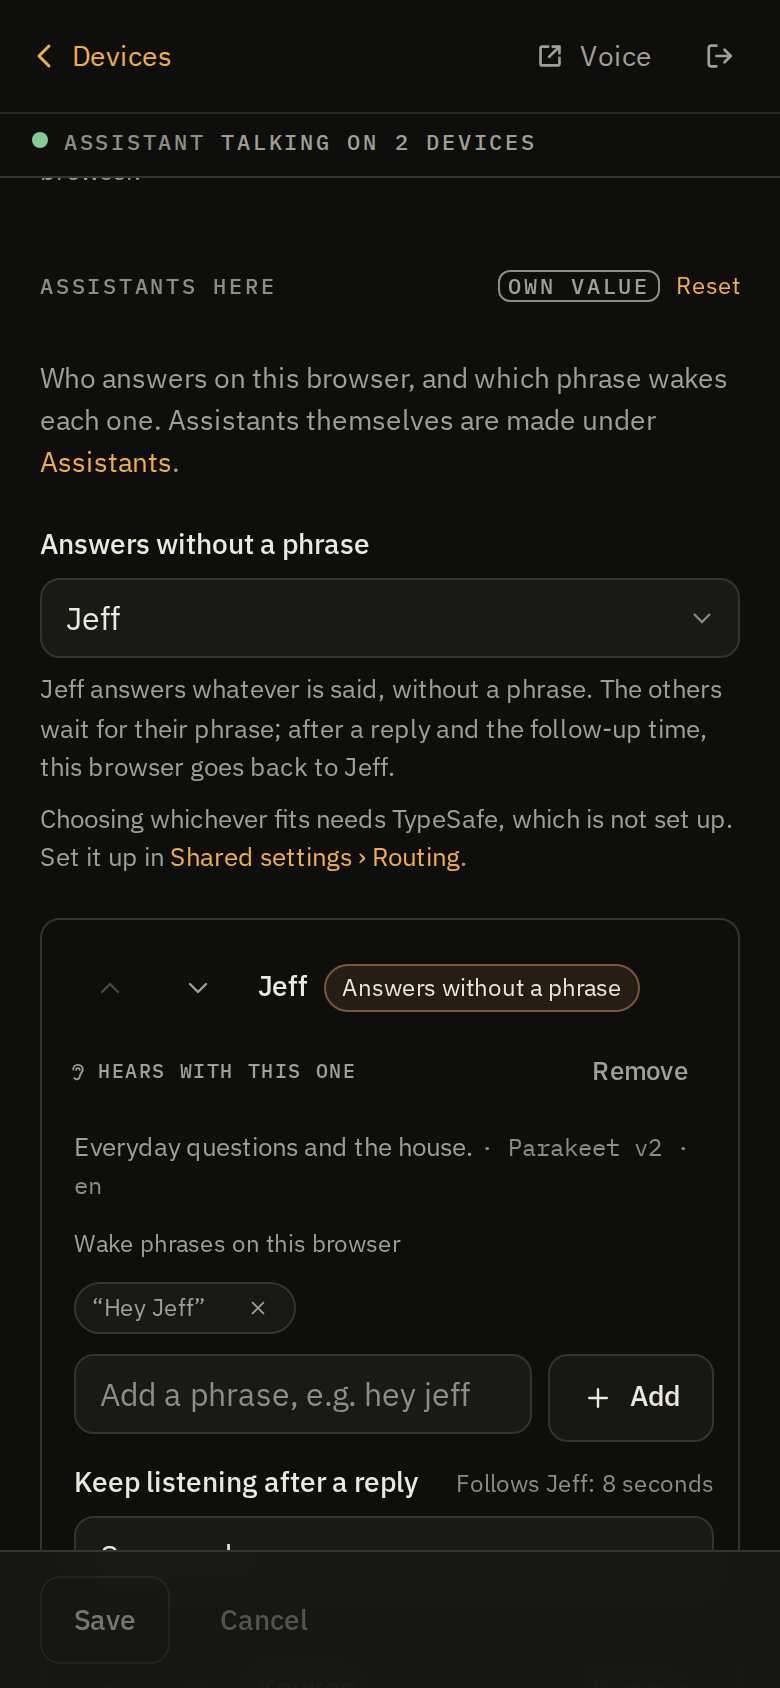 Devices Voice
ASSISTANT TALKING ON 2 DEVICES
ASSISTANTS HERE OWN VALUE Reset
Who answers on this browser, and which phrase wakes
each one. Assistants themselves are made under
Assistants.
Answers without a phrase
Jeff
Jeff answers whatever is said, without a phrase. The others
wait for their phrase; after a reply and the follow-up time,
this browser goes back to Jeff.
Choosing whichever fits needs TypeSafe, which is not set up.
Set it up in Shared settings › Routing.
Jeff Answers without a phrase
HEARS WITH THIS ONE Remove
Everyday questions and the house. · Parakeet v2 ·
en
Wake phrases on this browser
“Hey Jeff”
Add a phrase, e.g. hey jeff Add
Keep listening after a reply Follows Jeff: 8 seconds
Save Cancel